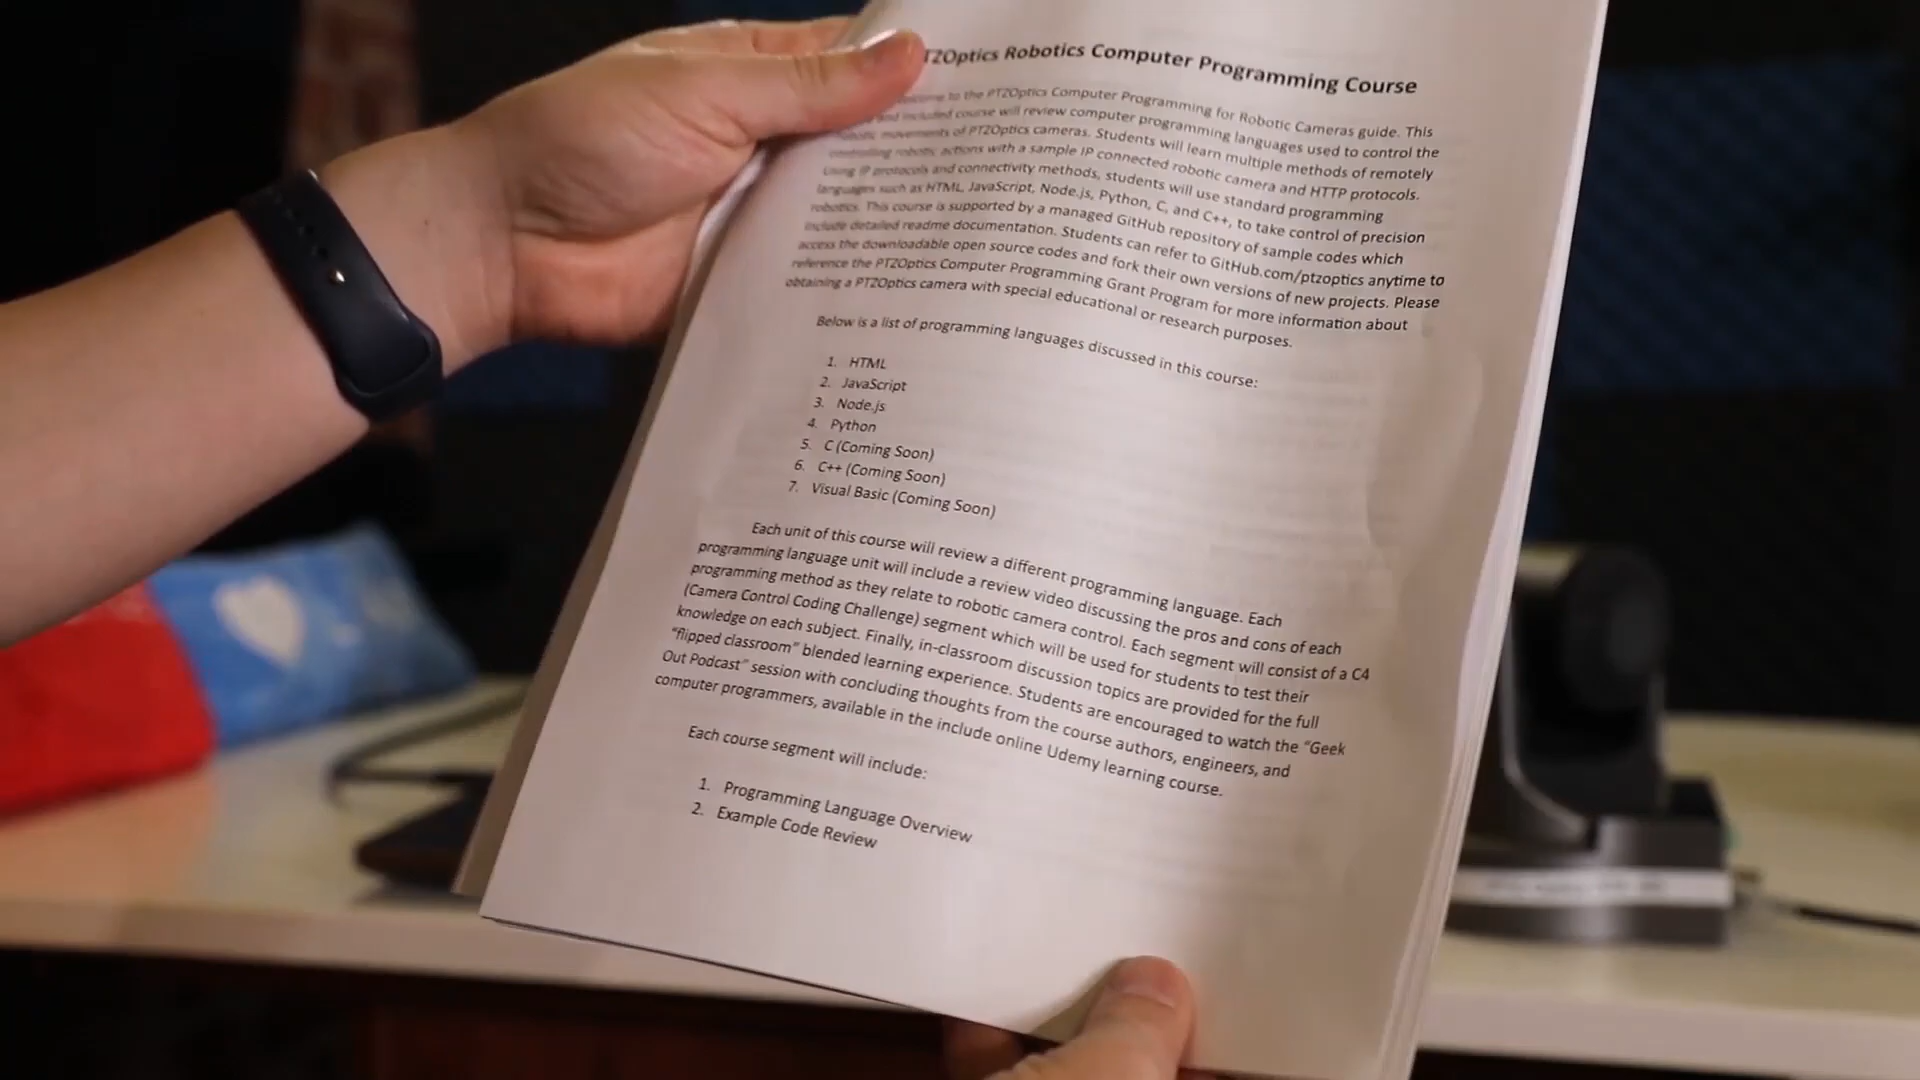 TZOptics Robotics Computer Programming Course
to the PTZOptics Computer Programming for Robotic Cameras guide. This
and included course will review computer programming languages used to control the
robotic movements of PTZOptics cameras. Students will learn multiple methods of remotely
controlling robotic actions with a sample IP connected robotic camera and HTTP protocols.
Using IP protocols and connectivity methods, students will use standard programming
languages such as HTML, JavaScript, Node.js, Python, C, and C++, to take control of precision
robotics. This course is supported by a managed GitHub repository of sample codes which
include detailed readme documentation. Students can refer to GitHub.com/ptzoptics anytime to
access the downloadable open source codes and fork their own versions of new projects. Please
reference the PTZOptics Computer Programming Grant Program for more information about
obtaining a PTZOptics camera with special educational or research purposes.
Below is a list of programming languages discussed in this course:
1. HTML
2. JavaScript
3. Node.js
4. Python
5. C (Coming Soon)
6. C++ (Coming Soon)
7. Visual Basic (Coming Soon)
Each unit of this course will review a different programming language. Each
programming language unit will include a review video discussing the pros and cons of each
programming method as they relate to robotic camera control. Each segment will consist of a C4
(Camera Control Coding Challenge) segment which will be used for students to test their
knowledge on each subject. Finally, in-classroom discussion topics are provided for the full
"flipped classroom" blended learning experience. Students are encouraged to watch the "Geek
Out Podcast" session with concluding thoughts from the course authors, engineers, and
computer programmers, available in the include online Udemy learning course.
Each course segment will include:
1. Programming Language Overview
2. Example Code Review